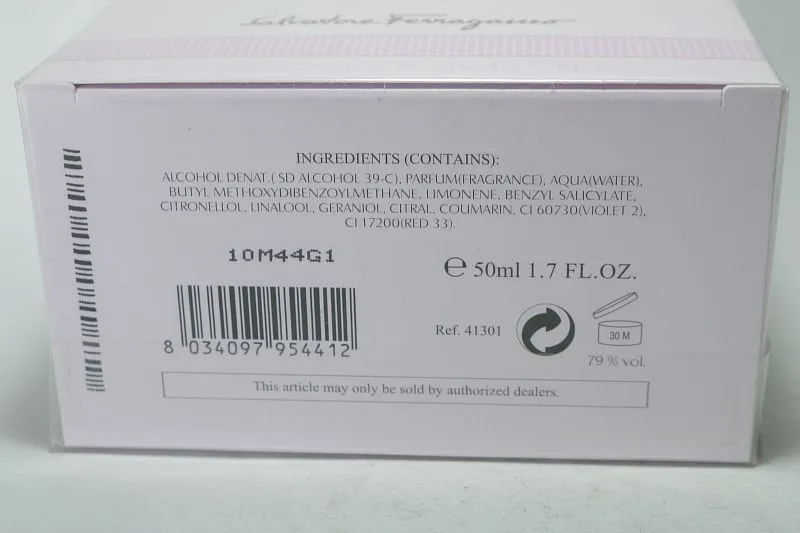 Salvatore Ferragamo
INGREDIENTS (CONTAINS):
ALCOHOL DENAT.( SD ALCOHOL 39-C), PARFUM(FRAGRANCE), AQUA(WATER),
BUTYL METHOXYDIBENZOYLMETHANE, LIMONENE, BENZYL SALICYLATE,
CITRONELLOL, LINALOOL, GERANIOL, CITRAL, COUMARIN, CI 60730(VIOLET 2),
CI 17200(RED 33).
10M44G1
℮ 50ml 1.7 FL.OZ.
8 034097 954412
Ref. 41301
30 M
79 % vol.
This article may only be sold by authorized dealers.